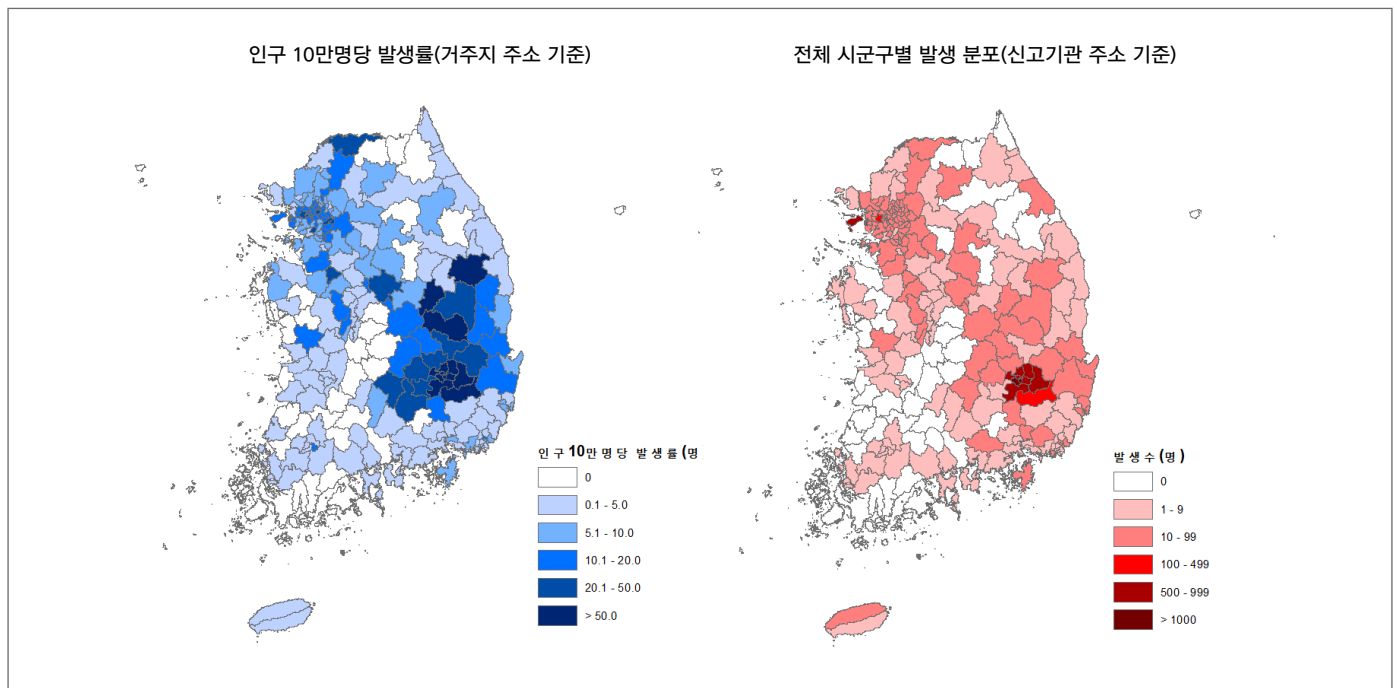 인구 10만명당 발생률(거주지 주소 기준)
전체 시군구별 발생 분포(신고기관 주소 기준)
인구 10만명당 발생률 (명
0
0.1 - 5.0
5.1 - 10.0
10.1 - 20.0
20.1 - 50.0
> 50.0
발생수 (명)
0
1 - 9
10 - 99
100 - 499
500 - 999
> 1000